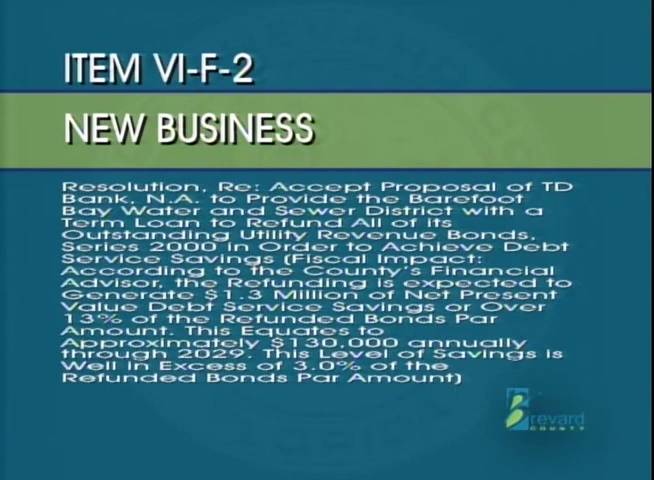 ITEM VI-F-2
NEW BUSINESS
Resolution, Re: Accept Proposal of TD
Bank, N.A. to Provide the Barefoot
Bay Water and Sewer District with a
Term Loan to Refund All of its
Outstanding Utility Revenue Bonds,
Series 2000 in Order to Achieve Debt
Service Savings (Fiscal Impact:
According to the County's Financial
Advisor, the Refunding is expected to
Generate $1.3 Million of Net Present
Value Debt Service Savings or Over
13% of the Refunded Bonds Par
Amount. This Equates to
Approximately $130,000 annually
through 2029. This Level of Savings is
Well in Excess of 3.0% of the
Refunded Bonds Par Amount)
Brevard
COUNTY